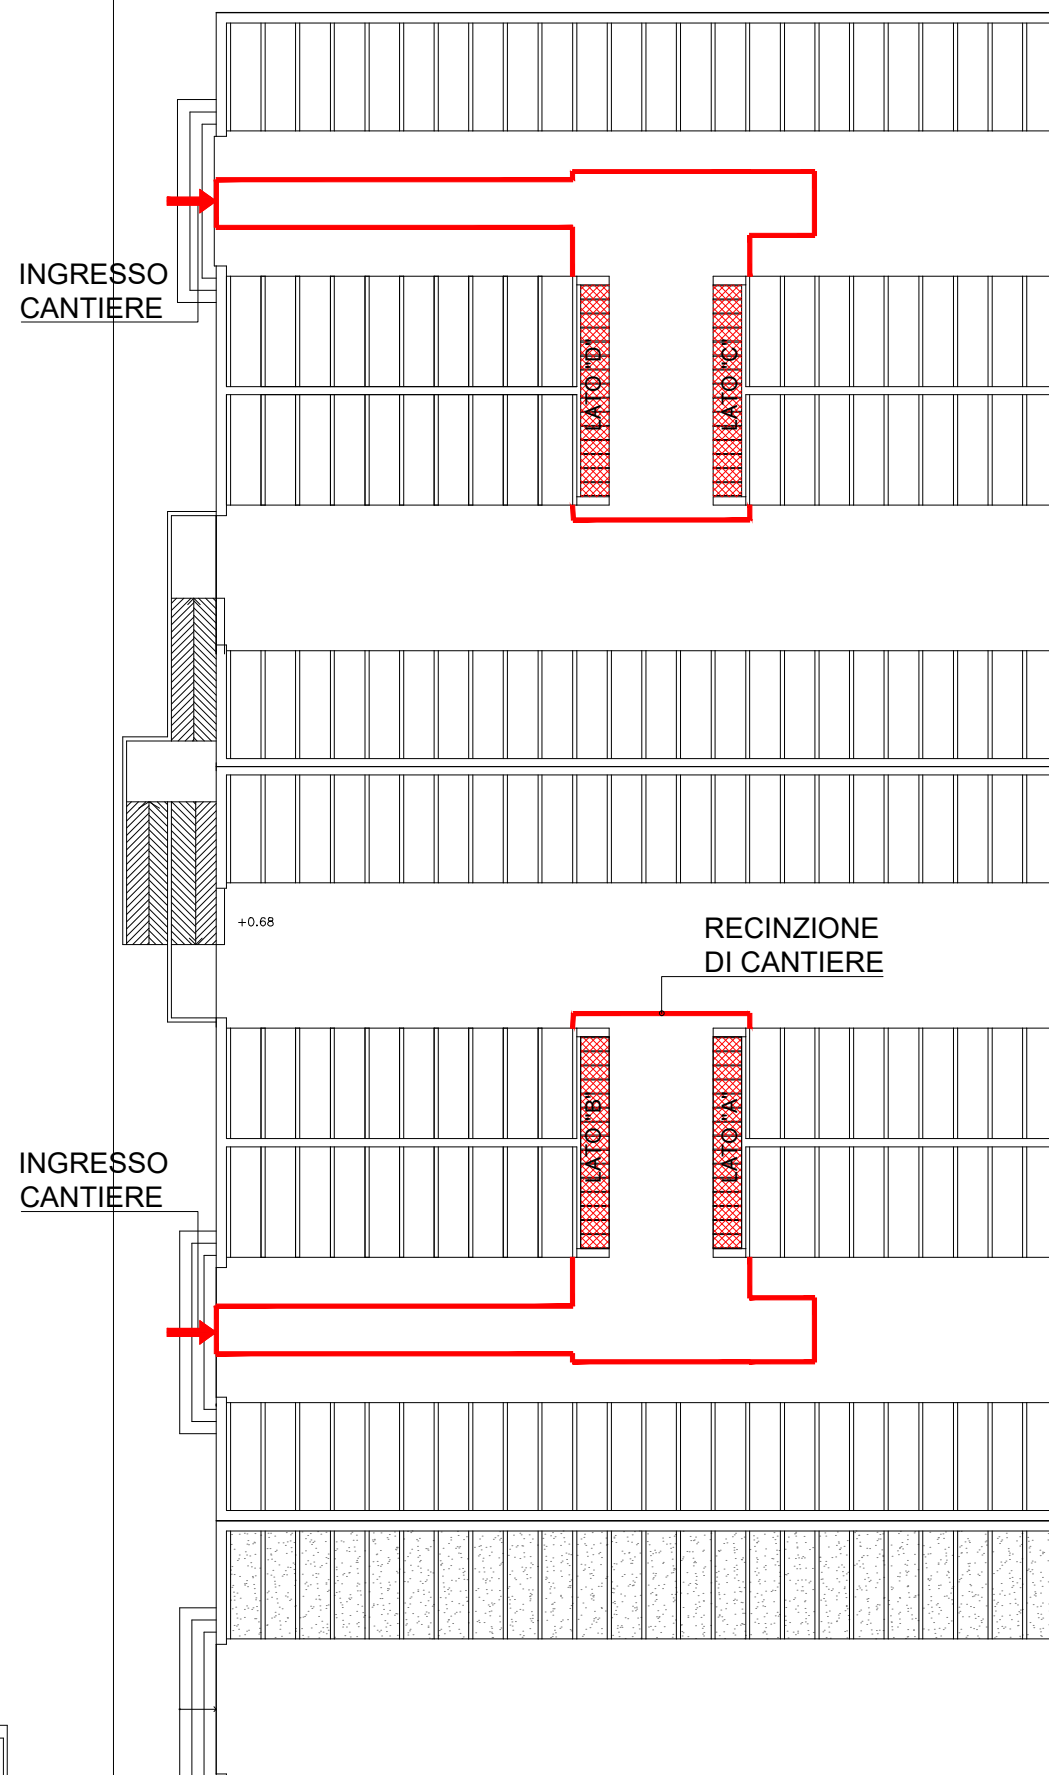 INGRESSO
CANTIERE
LATO "D"
LATO "C"
+0.68
RECINZIONE
DI CANTIERE
LATO "B"
LATO "A"
INGRESSO
CANTIERE